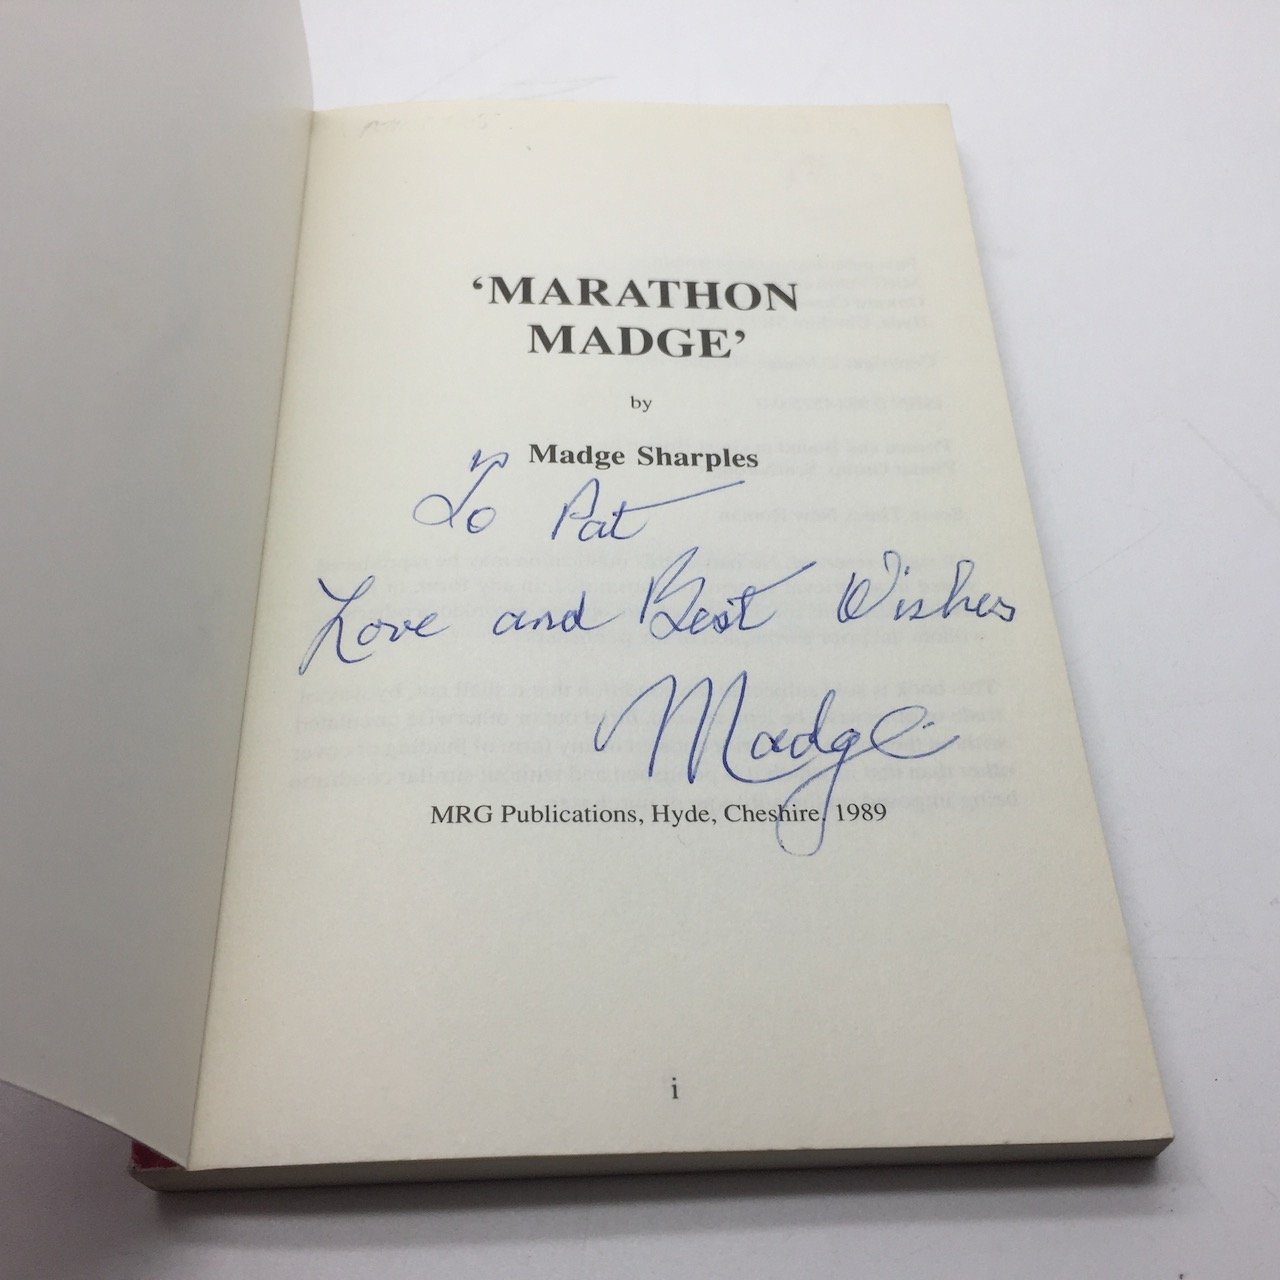 ‘MARATHON
MADGE’
by
Madge Sharples
To Pat
Love and Best Wishes
Madge
MRG Publications, Hyde, Cheshire, 1989
i